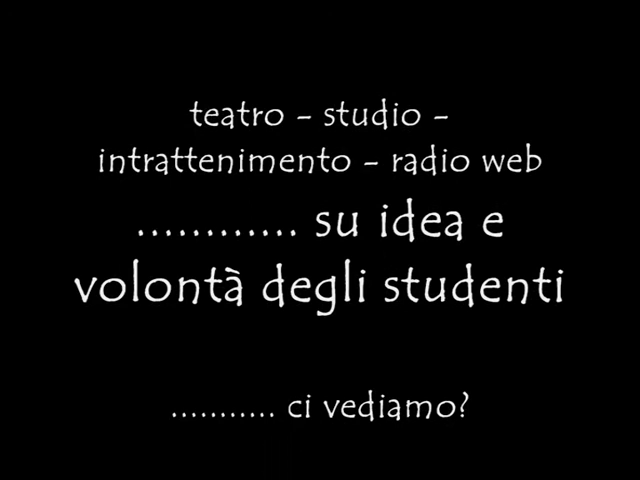 teatro - studio -
intrattenimento - radio web
............ su idea e
volontà degli studenti
........... ci vediamo?